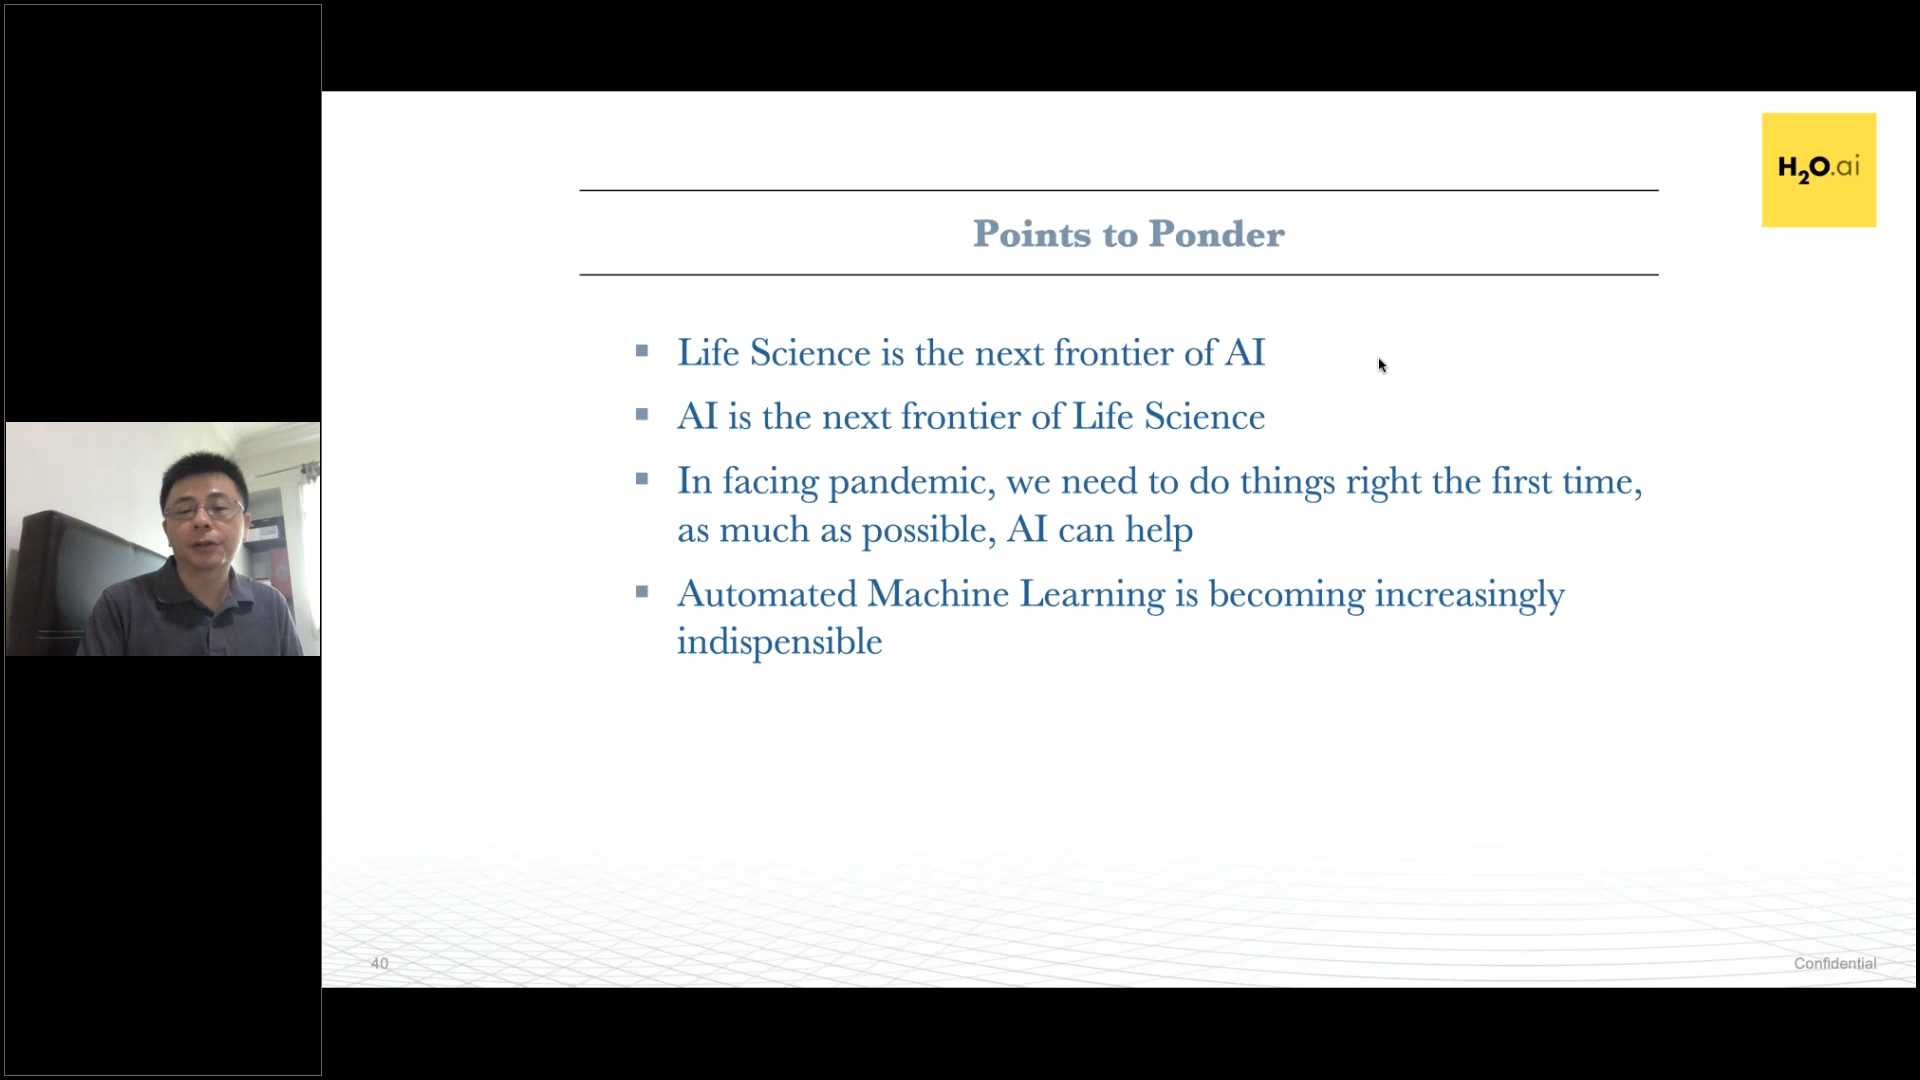 H2O.ai
Points to Ponder
Life Science is the next frontier of AI
AI is the next frontier of Life Science
In facing pandemic, we need to do things right the first time,
as much as possible, AI can help
Automated Machine Learning is becoming increasingly
indispensible
40
Confidential